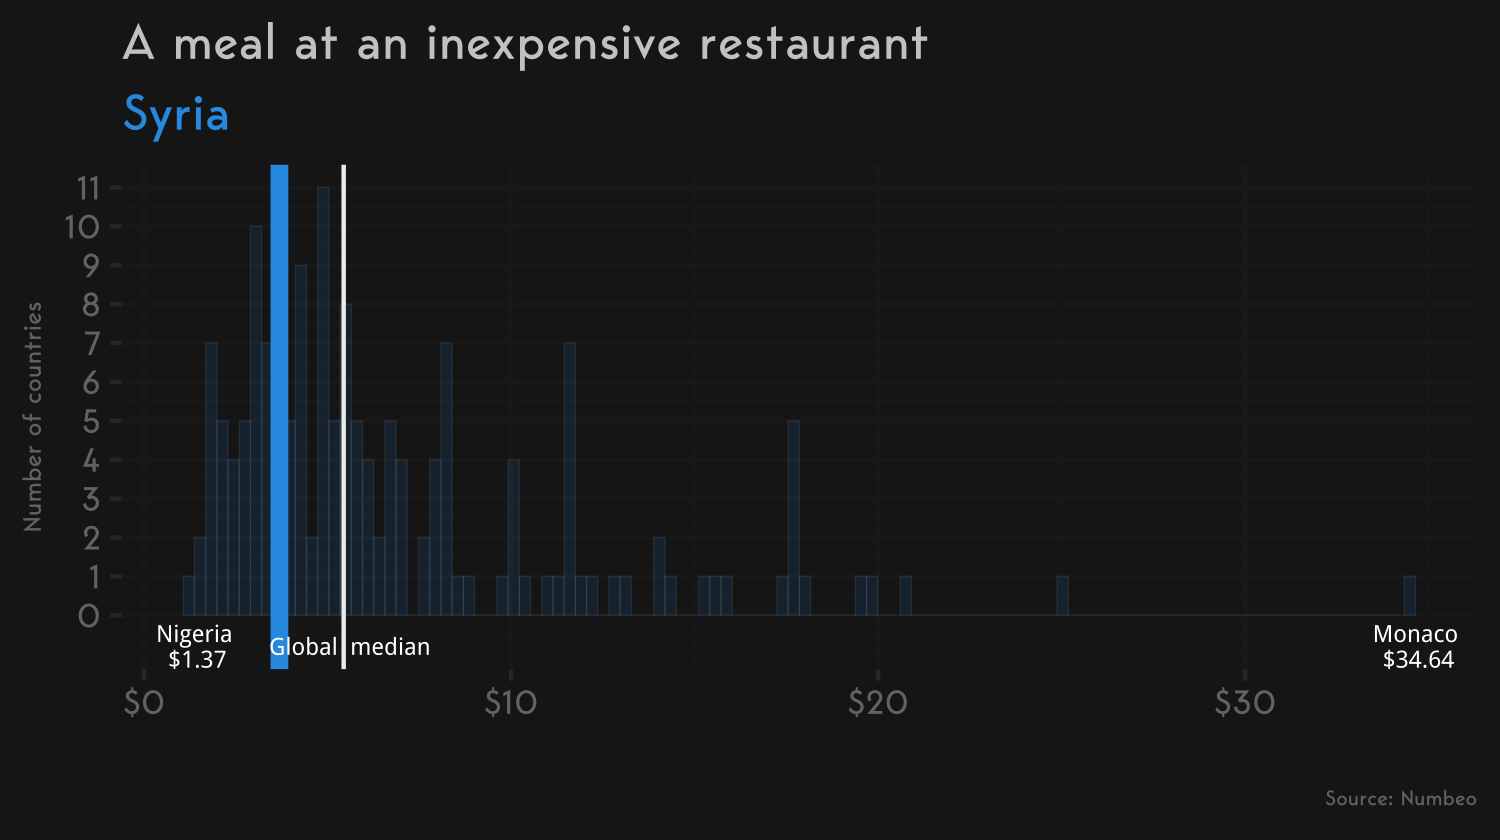 A meal at an inexpensive restaurant
Syria
Number of countries
11
10
9
8
7
6
5
4
3
2
1
0
Nigeria
$1.37
Global median
Monaco
$34.64
$0
$10
$20
$30
Source: Numbeo